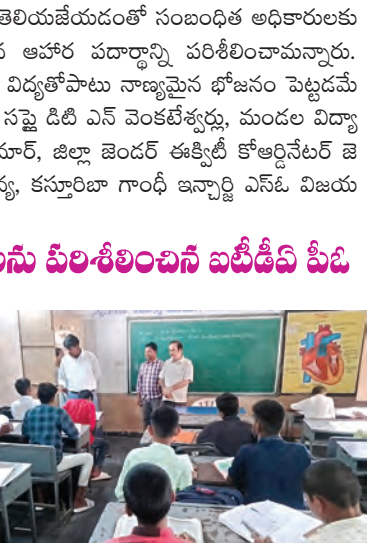 తెలియజేయడంతో సంబంధిత అధికారులకు
ఆహార పదార్థాన్ని పరిశీలించామన్నారు.
విద్యతోపాటు నాణ్యమైన భోజనం పెట్టడమే
సప్లై డిటి ఎన్ వెంకటేశ్వర్లు, మండల విద్యా
జిల్లా జెండర్ ఈక్విటీ కోఆర్డినేటర్ జె
కస్తూరిబా గాంధీ ఇన్చార్జి ఎస్ఓ విజయ
పరిశీలించిన ఐటీడీఏ పీఓ